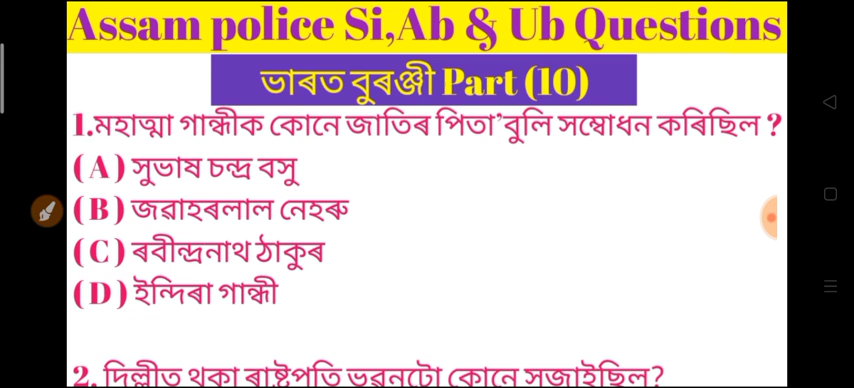 Assam police Si,Ab & Ub Questions
ভাৰত বুৰঞ্জী Part (10)
1.মহাত্মা গান্ধীক কোনে জাতিৰ পিতা'বুলি সম্বোধন কৰিছিল ?
(A) সুভাষ চন্দ্ৰ বসু
(B) জৱাহৰলাল নেহৰু
(C) ৰবীন্দ্ৰনাথ ঠাকুৰ
(D) ইন্দিৰা গান্ধী
2. দিল্লীত থকা ৰাষ্টপতি ভৱনটো কোনে সজাইছিল?